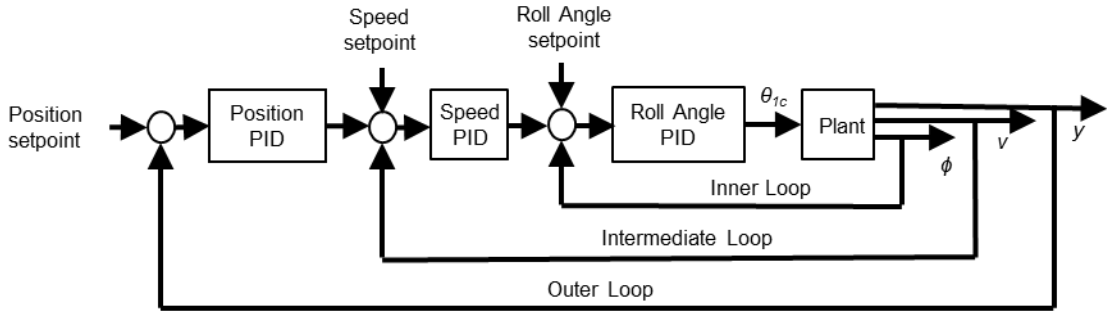 Speed
setpoint
Roll Angle
setpoint
Position
setpoint
Position
PID
Speed
PID
Roll Angle
PID
θ1c
Plant
y
v
ϕ
Inner Loop
Intermediate Loop
Outer Loop